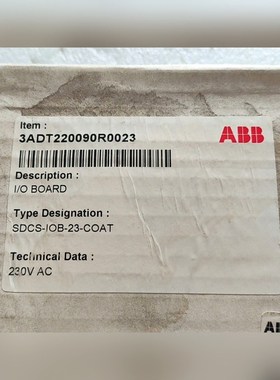 Item :
3ADT220090R0023
ABB
Description :
I/O BOARD
Type Designation :
SDCS-IOB-23-COAT
Technical Data :
230V AC